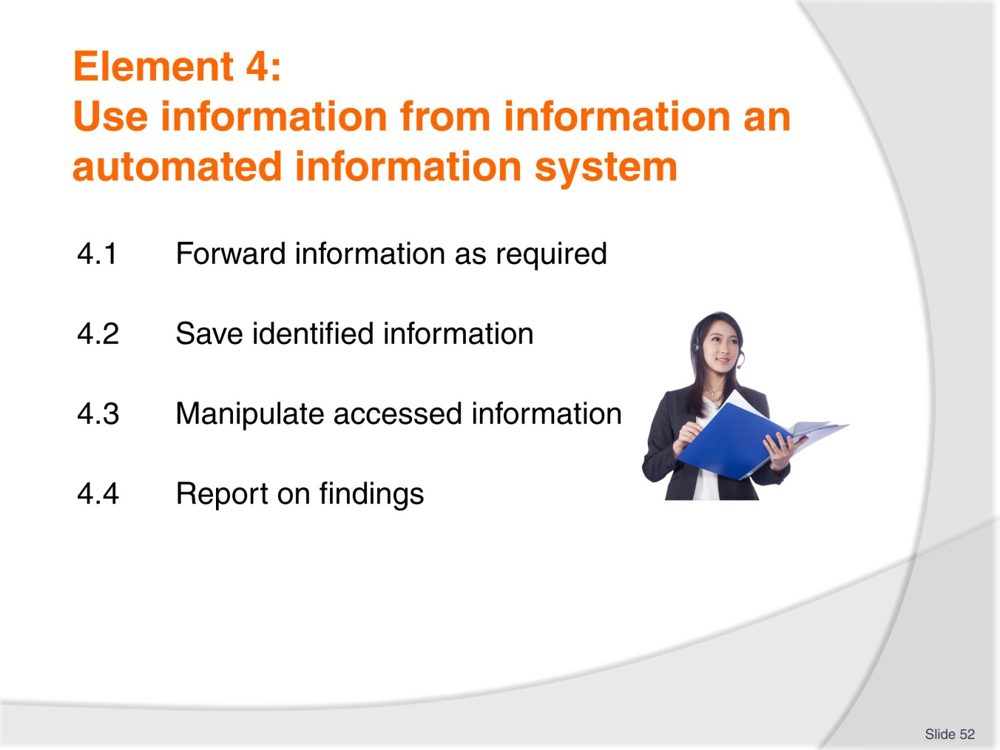 Element 4:
Use information from information an
automated information system
4.1 Forward information as required
4.2 Save identified information
4.3 Manipulate accessed information
4.4 Report on findings
Slide 52